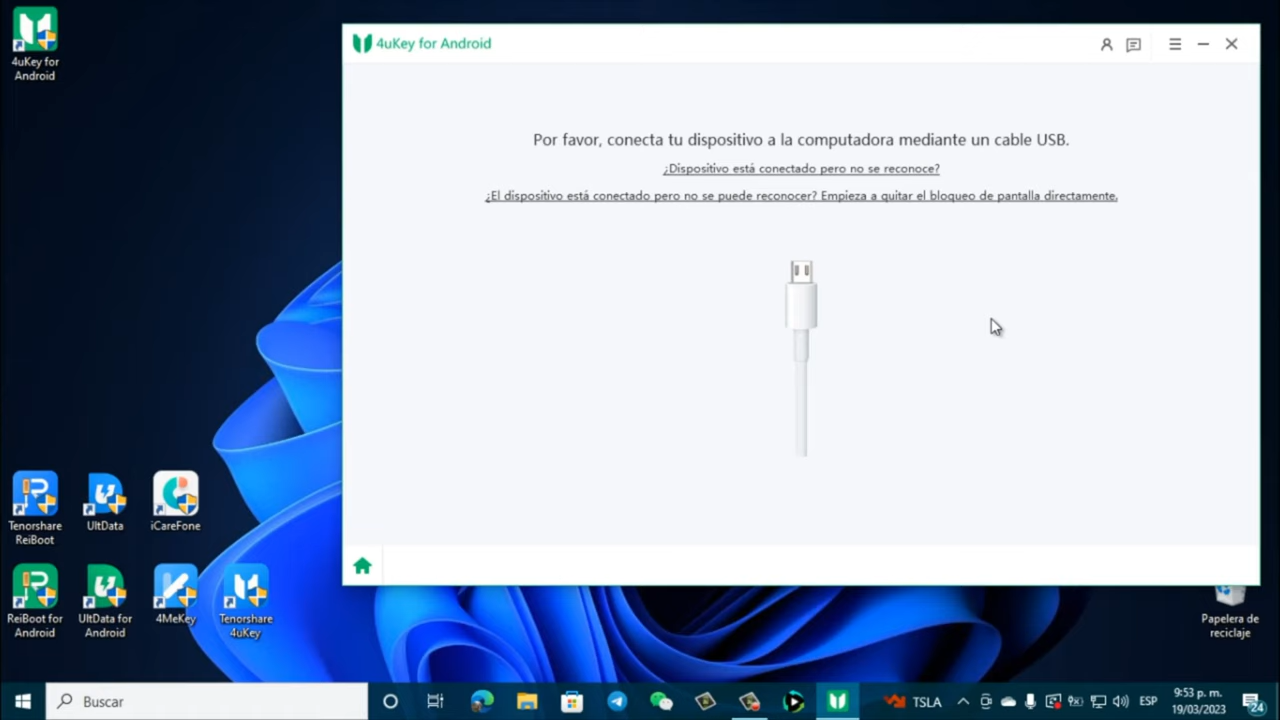 4uKey for
Android
4uKey for Android
Por favor, conecta tu dispositivo a la computadora mediante un cable USB.
¿Dispositivo está conectado pero no se reconoce?
¿El dispositivo está conectado pero no se puede reconocer? Empieza a quitar el bloqueo de pantalla directamente.
Tenorshare
ReiBoot
UltData
iCareFone
ReiBoot for
Android
UltData for
Android
4MeKey
Tenorshare
4uKey
Papelera de
reciclaje
Buscar
TSLA
ESP
9:53 p. m.
19/03/2023
24